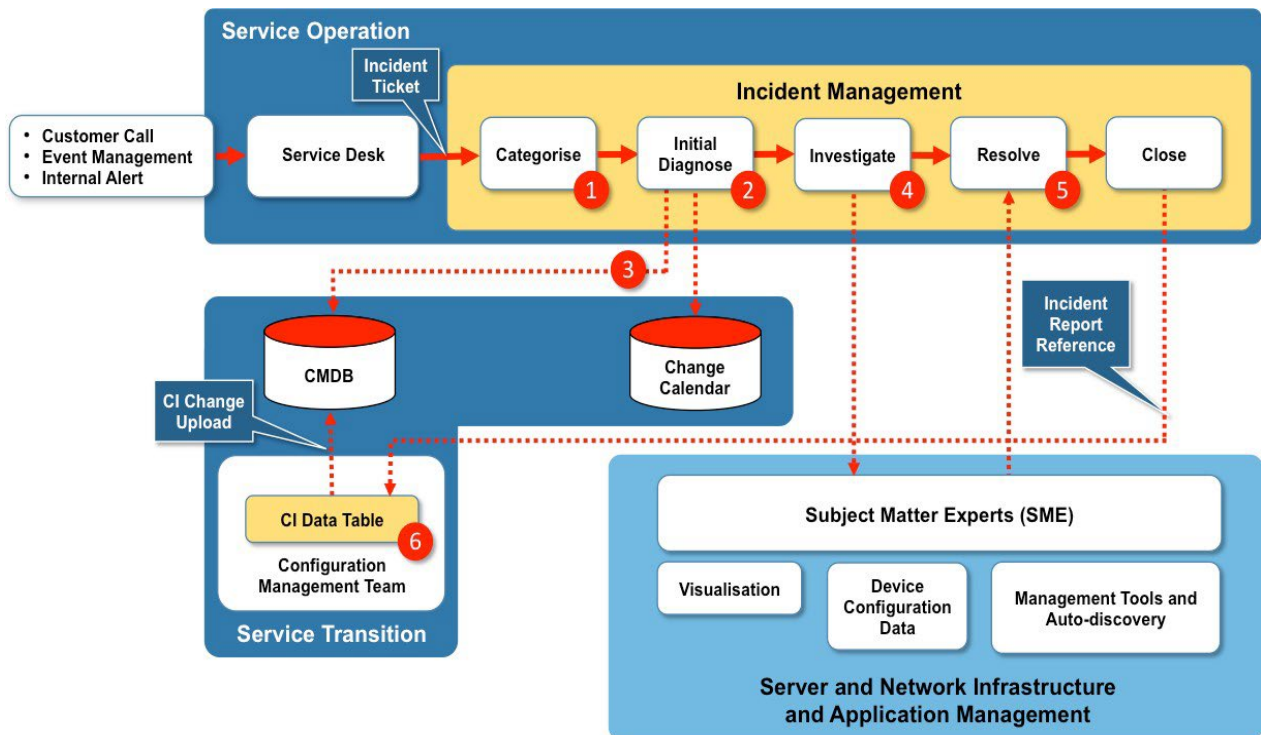 Service Operation
Incident
Ticket
Incident Management
• Customer Call
• Event Management
• Internal Alert
Service Desk
Categorise
1
Initial
Diagnose
2
Investigate
4
Resolve
5
Close
3
CMDB
Change
Calendar
Incident
Report
Reference
CI Change
Upload
CI Data Table
6
Configuration
Management Team
Service Transition
Subject Matter Experts (SME)
Visualisation
Device
Configuration
Data
Management Tools and
Auto-discovery
Server and Network Infrastructure
and Application Management